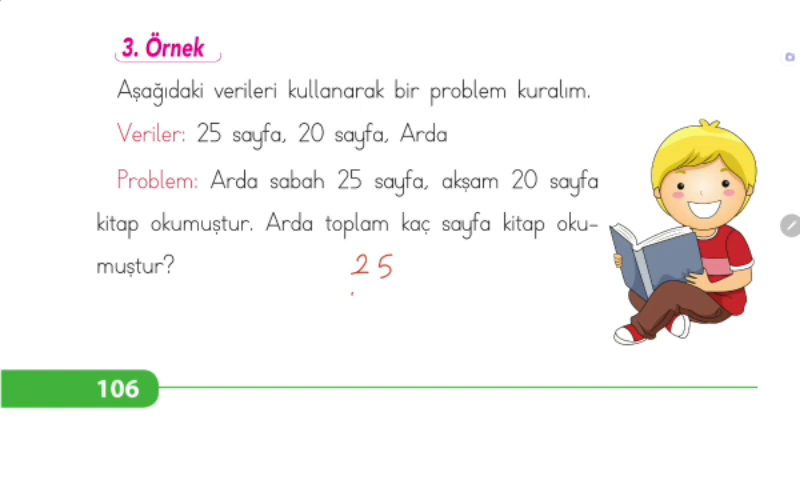 3. Örnek
Aşağıdaki verileri kullanarak bir problem kuralım.
Veriler: 25 sayfa, 20 sayfa, Arda
Problem: Arda sabah 25 sayfa, akşam 20 sayfa
kitap okumuştur. Arda toplam kaç sayfa kitap oku-
muştur?
25
106